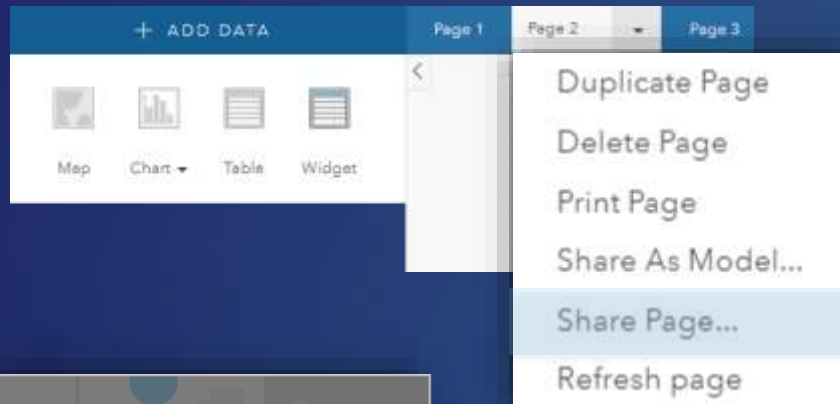 + ADD DATA
Map Chart Table Widget
Page 1 Page 2 Page 3
Duplicate Page
Delete Page
Print Page
Share As Model...
Share Page...
Refresh page